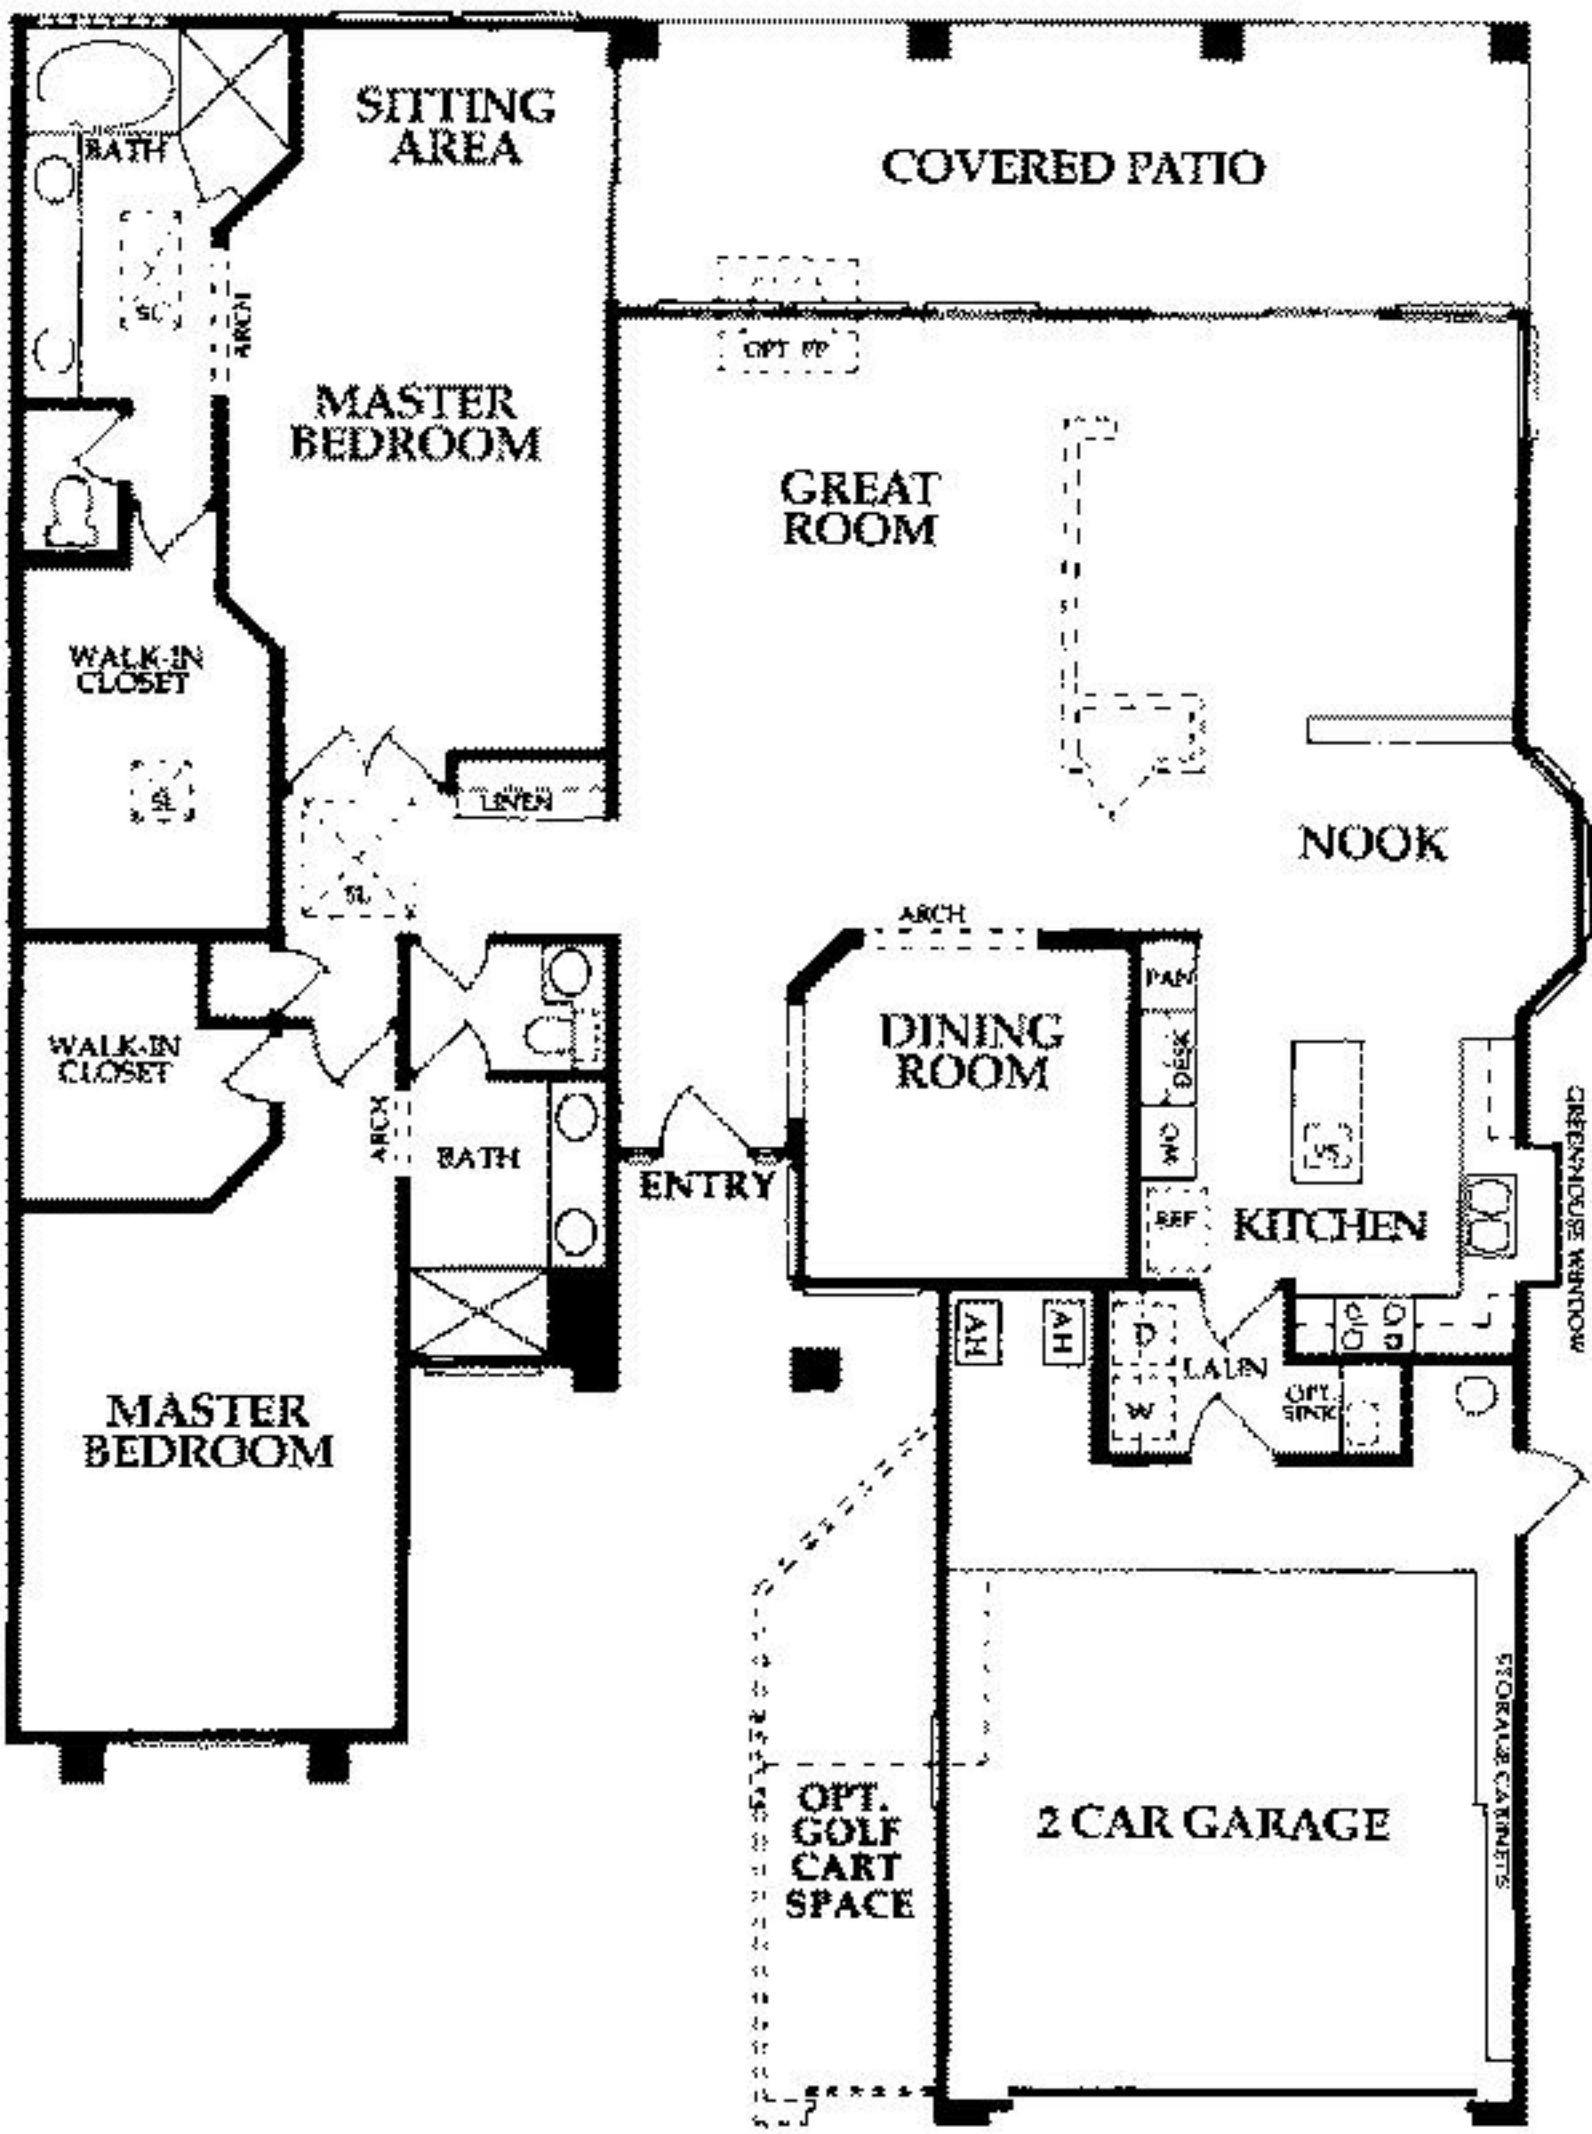 SITTING
AREA
BATH
COVERED PATIO
SL
ARCH
OPT FP
MASTER
BEDROOM
GREAT
ROOM
WALK-IN
CLOSET
SL
LINEN
NOOK
SL
ARCH
PAN
DINING
ROOM
WALK-IN
CLOSET
DESK
ARCH
BATH
WO
VS
ENTRY
REF
KITCHEN
GREENHOUSE WINDOW
AH
AH
D
LAUN
W
OPT.
SINK
MASTER
BEDROOM
STORAGE CABINETS
OPT.
GOLF
CART
SPACE
2 CAR GARAGE